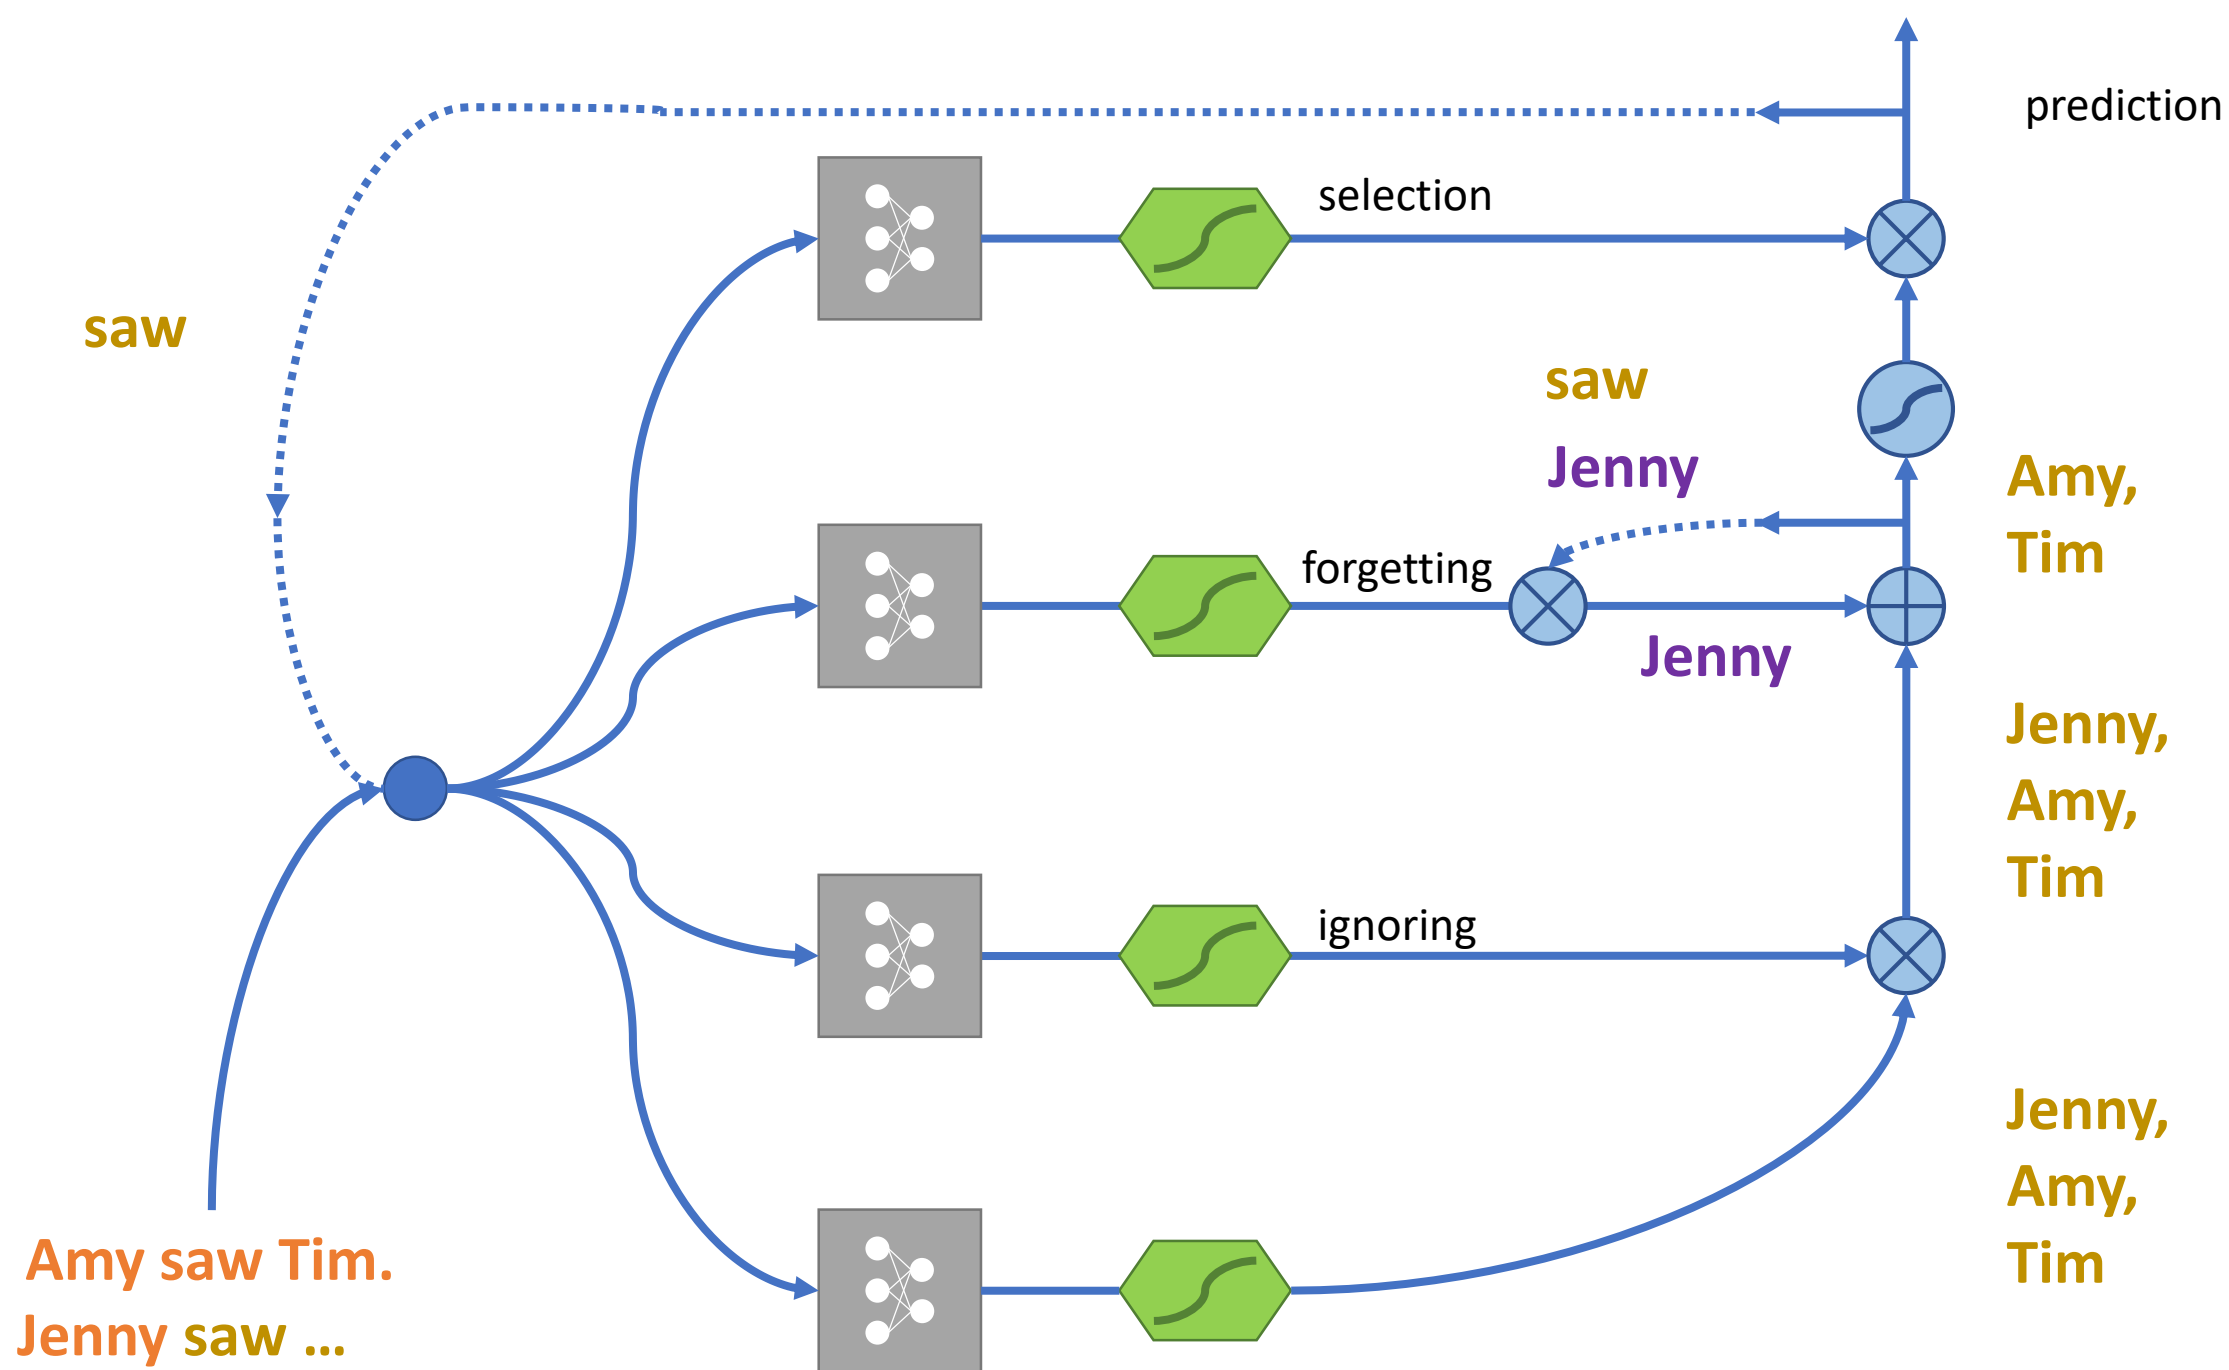 prediction
selection
saw
saw
Jenny
Amy,
Tim
forgetting
Jenny
Jenny,
Amy,
Tim
ignoring
Jenny,
Amy,
Tim
Amy saw Tim.
Jenny saw ...